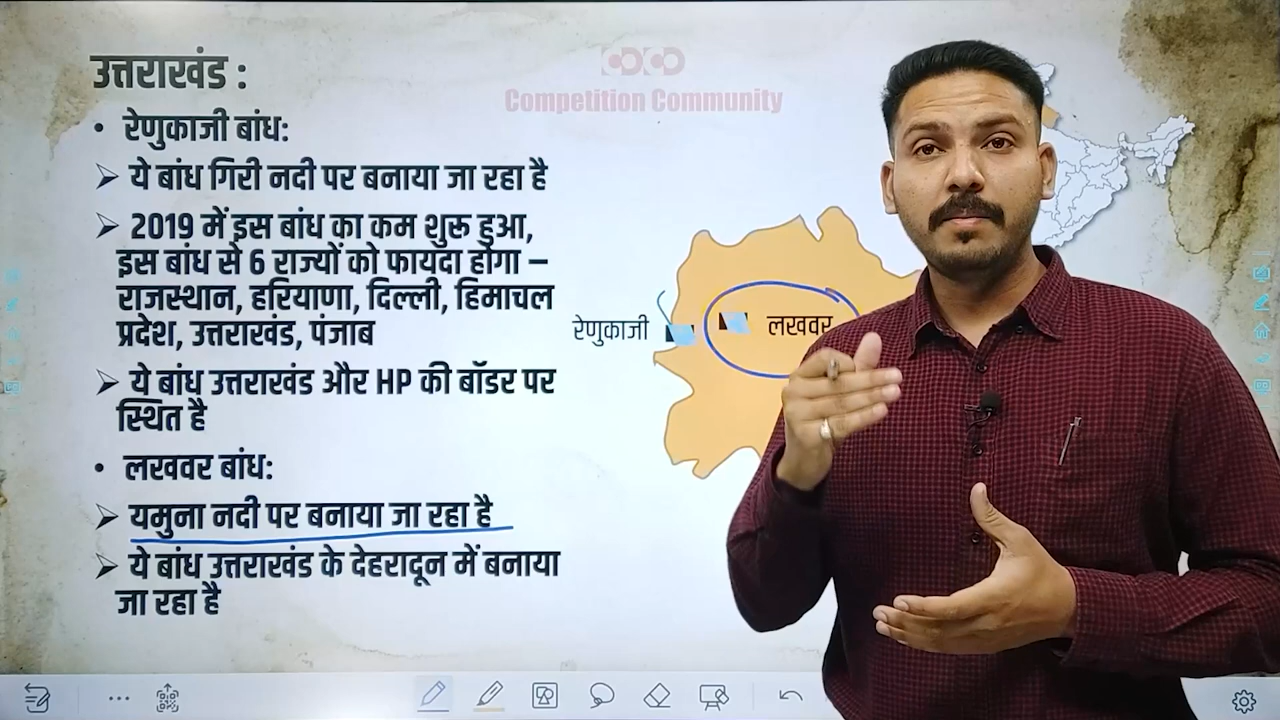 उत्तराखंड :
Competition Community
• रेणुकाजी बांध:
➢ ये बांध गिरी नदी पर बनाया जा रहा है
➢ 2019 में इस बांध का कम शुरू हुआ,
इस बांध से 6 राज्यों को फायदा होगा –
राजस्थान, हरियाणा, दिल्ली, हिमाचल
प्रदेश, उत्तराखंड, पंजाब
रेणुकाजी
लखवर
➢ ये बांध उत्तराखंड और HP की बॉडर पर
स्थित है
• लखवर बांध:
➢ यमुना नदी पर बनाया जा रहा है
➢ ये बांध उत्तराखंड के देहरादून में बनाया
जा रहा है